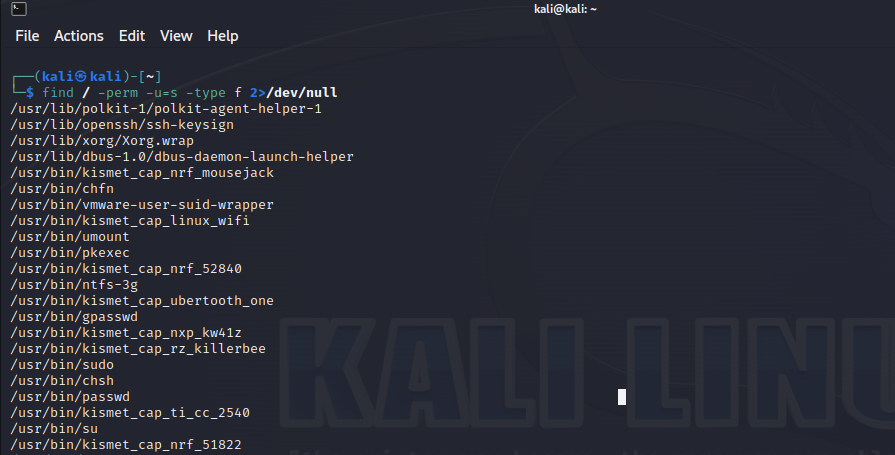 kali@kali: ~
File Actions Edit View Help
┌──(kali㉿kali)-[~]
└─$ find / -perm -u=s -type f 2>/dev/null
/usr/lib/polkit-1/polkit-agent-helper-1
/usr/lib/openssh/ssh-keysign
/usr/lib/xorg/Xorg.wrap
/usr/lib/dbus-1.0/dbus-daemon-launch-helper
/usr/bin/kismet_cap_nrf_mousejack
/usr/bin/chfn
/usr/bin/vmware-user-suid-wrapper
/usr/bin/kismet_cap_linux_wifi
/usr/bin/umount
/usr/bin/pkexec
/usr/bin/kismet_cap_nrf_52840
/usr/bin/ntfs-3g
/usr/bin/kismet_cap_ubertooth_one
/usr/bin/gpasswd
/usr/bin/kismet_cap_nxp_kw41z
/usr/bin/kismet_cap_rz_killerbee
/usr/bin/sudo
/usr/bin/chsh
/usr/bin/passwd
/usr/bin/kismet_cap_ti_cc_2540
/usr/bin/su
/usr/bin/kismet_cap_nrf_51822
KALI LINU